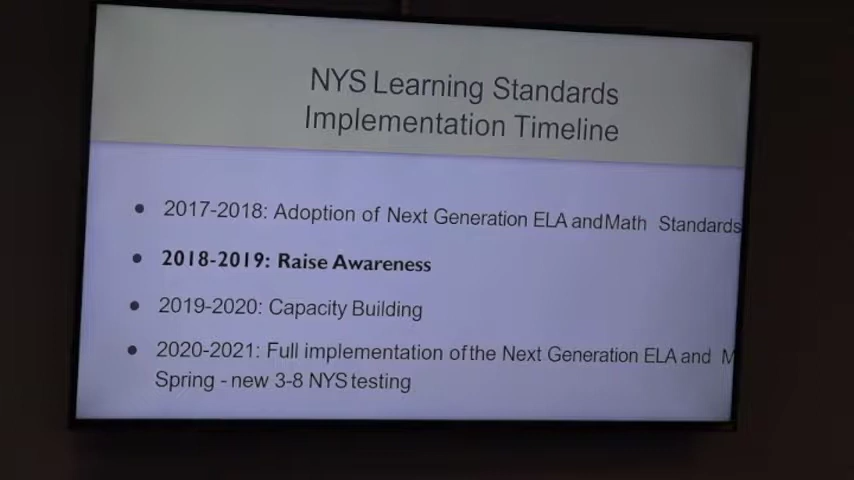 NYS Learning Standards
Implementation Timeline
• 2017-2018: Adoption of Next Generation ELA and Math Standards
• 2018-2019: Raise Awareness
• 2019-2020: Capacity Building
• 2020-2021: Full implementation of the Next Generation ELA and M
Spring - new 3-8 NYS testing